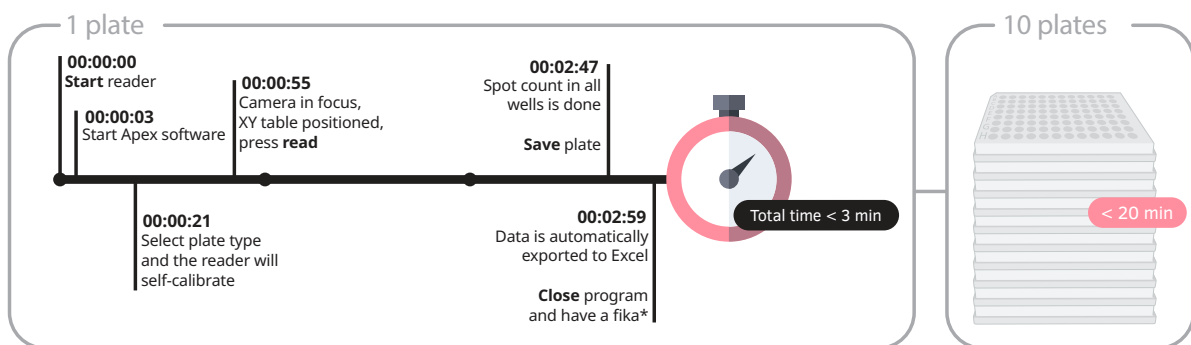 1 plate
00:00:00
Start reader
00:00:03
Start Apex software
00:00:21
Select plate type
and the reader will
self-calibrate
00:00:55
Camera in focus,
XY table positioned,
press read
00:02:47
Spot count in all
wells is done
Save plate
00:02:59
Data is automatically
exported to Excel
Close program
and have a fika*
Total time < 3 min
10 plates
< 20 min